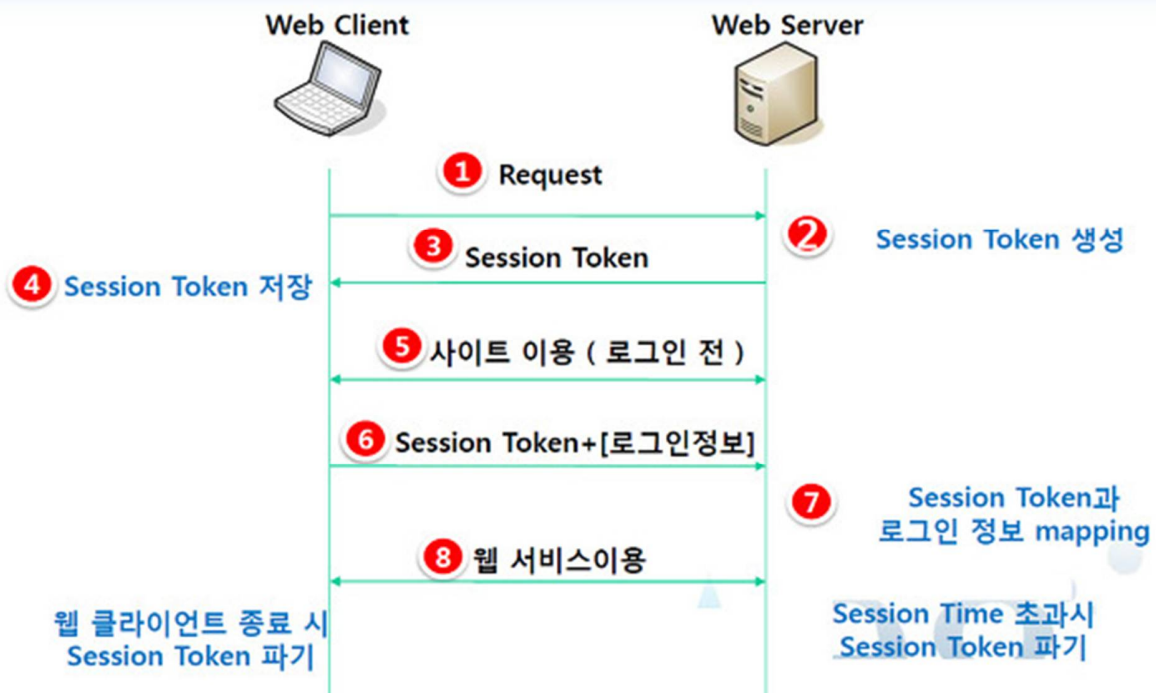 Web Client
Web Server
1 Request
2 Session Token 생성
3 Session Token
4 Session Token 저장
5 사이트 이용 ( 로그인 전 )
6 Session Token+[로그인정보]
7 Session Token과
로그인 정보 mapping
8 웹 서비스이용
웹 클라이언트 종료 시
Session Token 파기
Session Time 초과시
Session Token 파기